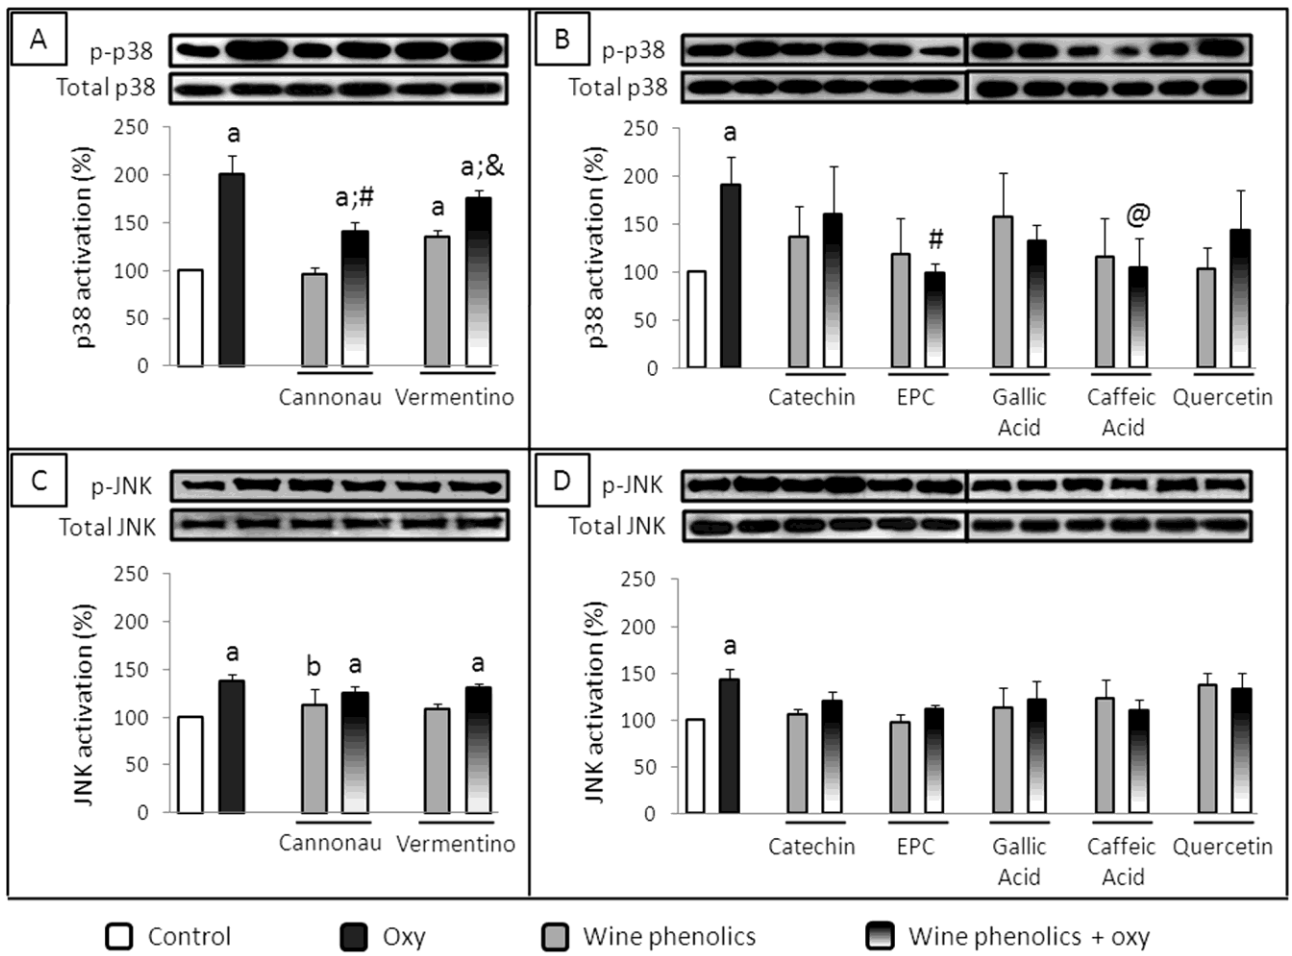 A
p-p38
Total p38
p38 activation (%)
250
200
150
100
50
0
a
a;#
a
a;&
Cannonau Vermentino
B
p-p38
Total p38
p38 activation (%)
250
200
150
100
50
0
a
#
@
Catechin EPC Gallic Acid Caffeic Acid Quercetin
C
p-JNK
Total JNK
JNK activation (%)
250
200
150
100
50
0
a
b
a
a
Cannonau Vermentino
D
p-JNK
Total JNK
JNK activation (%)
250
200
150
100
50
0
a
Catechin EPC Gallic Acid Caffeic Acid Quercetin
Control Oxy Wine phenolics Wine phenolics + oxy